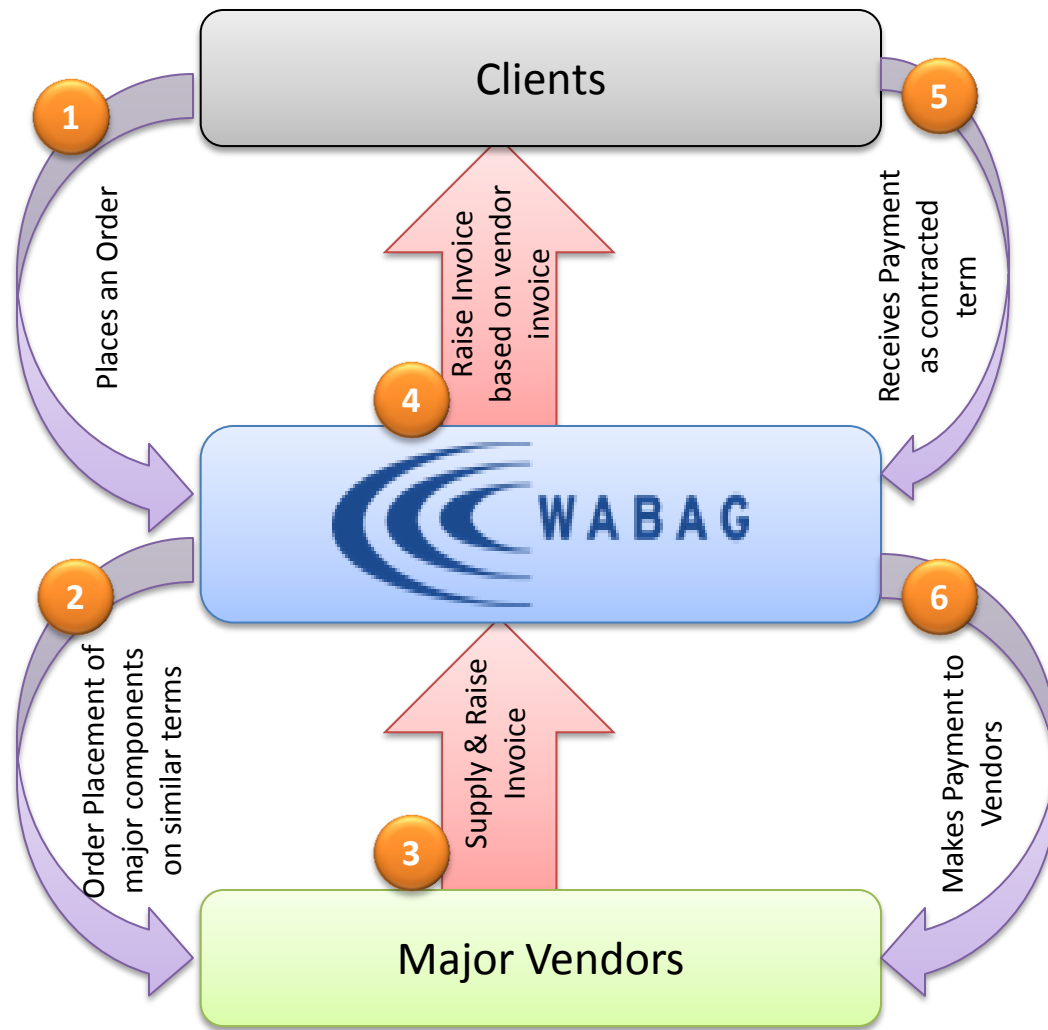 Clients
1
Places an Order
5
Receives Payment
as contracted
term
Raise Invoice
based on vendor
invoice
4
WABAG
2
Order Placement of
major components
on similar terms
6
Makes Payment to
Vendors
Supply & Raise
Invoice
3
Major Vendors